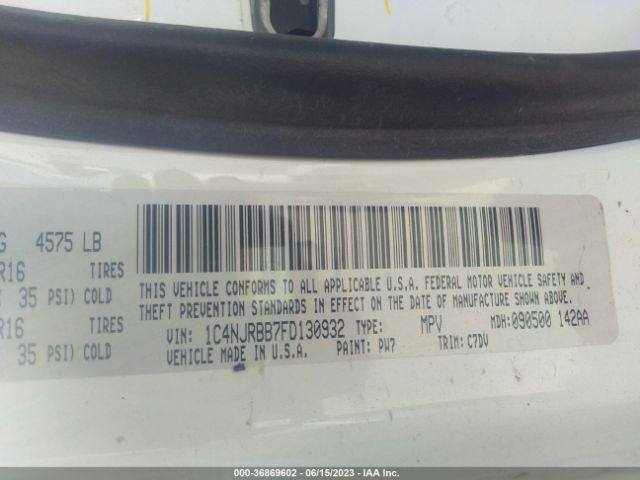 G 4575 LB
R16 TIRES
35 PSI) COLD
R16 TIRES
35 PSI) COLD
THIS VEHICLE CONFORMS TO ALL APPLICABLE U.S.A. FEDERAL MOTOR VEHICLE SAFETY AND
THEFT PREVENTION STANDARDS IN EFFECT ON THE DATE OF MANUFACTURE SHOWN ABOVE.
VIN: 1C4NJRBB7FD130932 TYPE: MPV MDH:090500 142AA
VEHICLE MADE IN U.S.A. PAINT: PW7 TRIM: C7DV
000-36869602 - 06/15/2023 - IAA Inc.